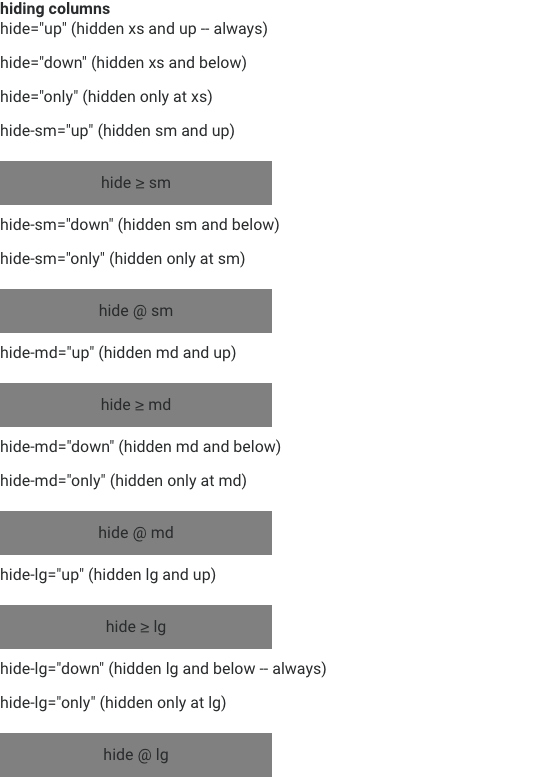 hiding columns
hide="up" (hidden xs and up -- always)
hide="down" (hidden xs and below)
hide="only" (hidden only at xs)
hide-sm="up" (hidden sm and up)
hide ≥ sm
hide-sm="down" (hidden sm and below)
hide-sm="only" (hidden only at sm)
hide @ sm
hide-md="up" (hidden md and up)
hide ≥ md
hide-md="down" (hidden md and below)
hide-md="only" (hidden only at md)
hide @ md
hide-lg="up" (hidden lg and up)
hide ≥ lg
hide-lg="down" (hidden lg and below -- always)
hide-lg="only" (hidden only at lg)
hide @ lg